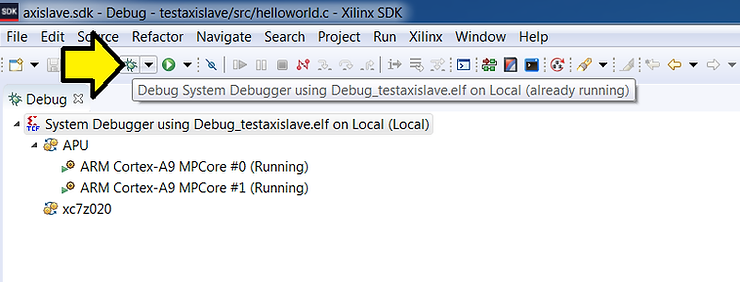 SDK axislave.sdk - Debug - testaxislave/src/helloworld.c - Xilinx SDK
File Edit Source Refactor Navigate Search Project Run Xilinx Window Help
Debug System Debugger using Debug_testaxislave.elf on Local (already running)
Debug
TCF System Debugger using Debug_testaxislave.elf on Local (Local)
APU
ARM Cortex-A9 MPCore #0 (Running)
ARM Cortex-A9 MPCore #1 (Running)
xc7z020